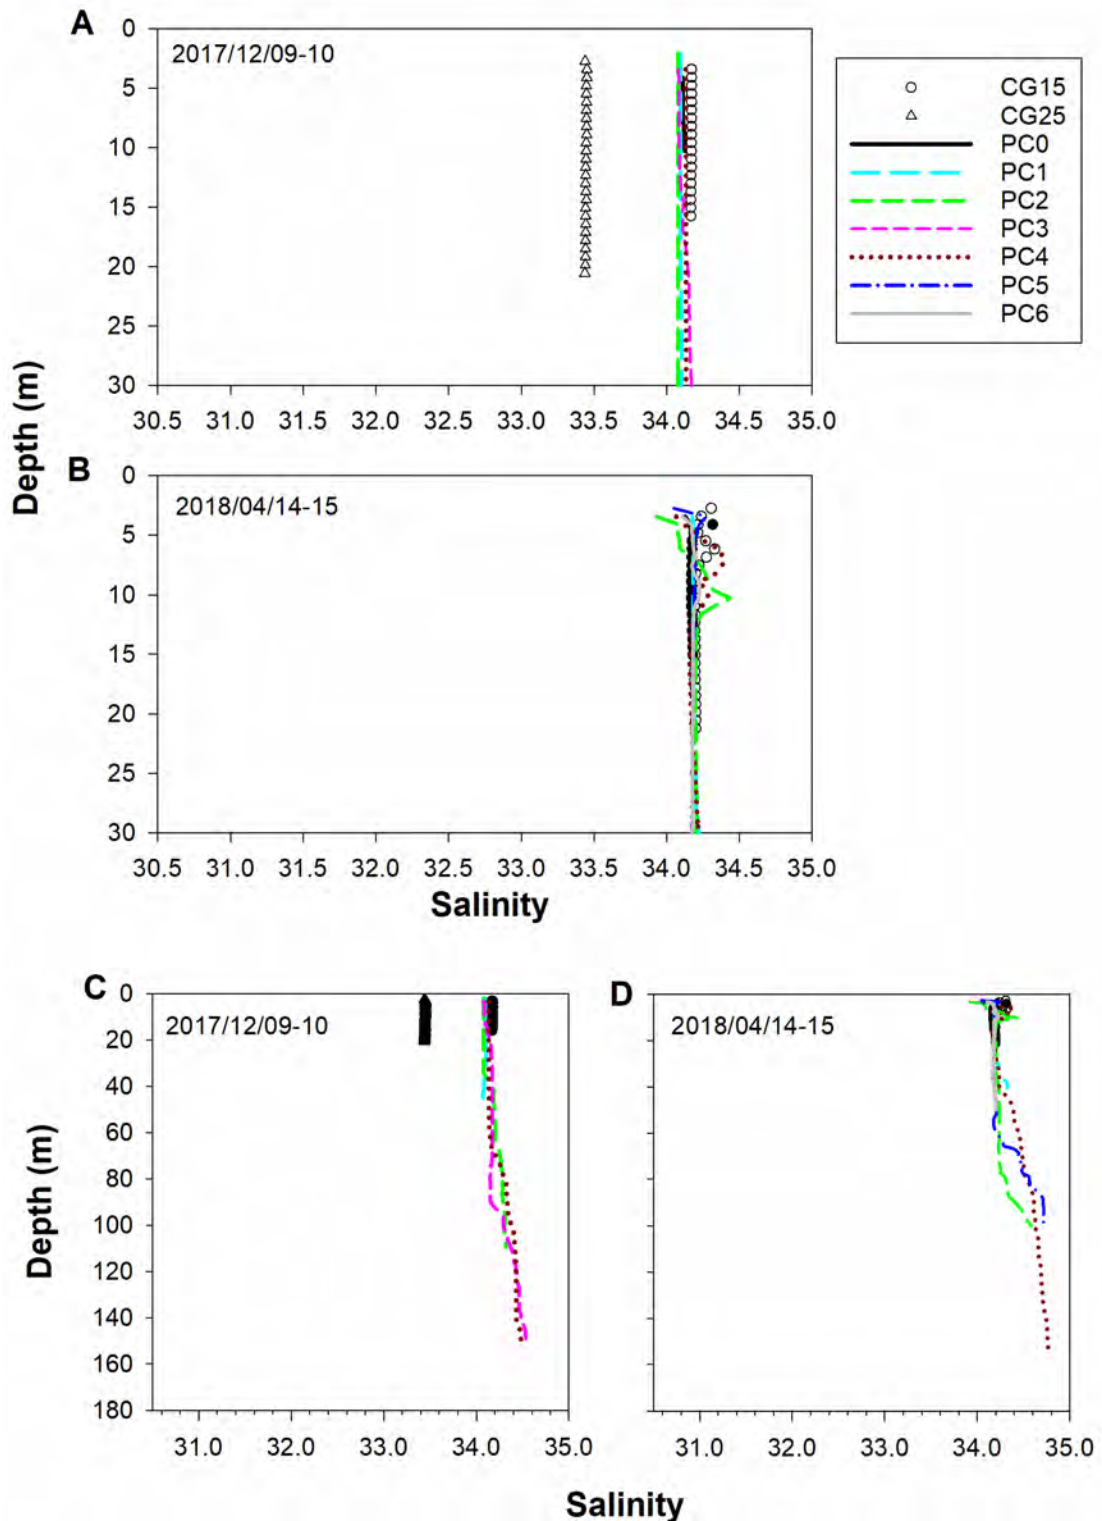 A
2017/12/09-10
0
5
10
15
20
25
30
30.5 31.0 31.5 32.0 32.5 33.0 33.5 34.0 34.5 35.0
CG15
CG25
PC0
PC1
PC2
PC3
PC4
PC5
PC6
Depth (m)
B
2018/04/14-15
0
5
10
15
20
25
30
30.5 31.0 31.5 32.0 32.5 33.0 33.5 34.0 34.5 35.0
Salinity
C
2017/12/09-10
0
20
40
60
80
100
120
140
160
180
31.0 32.0 33.0 34.0 35.0
Depth (m)
D
2018/04/14-15
31.0 32.0 33.0 34.0 35.0
Salinity